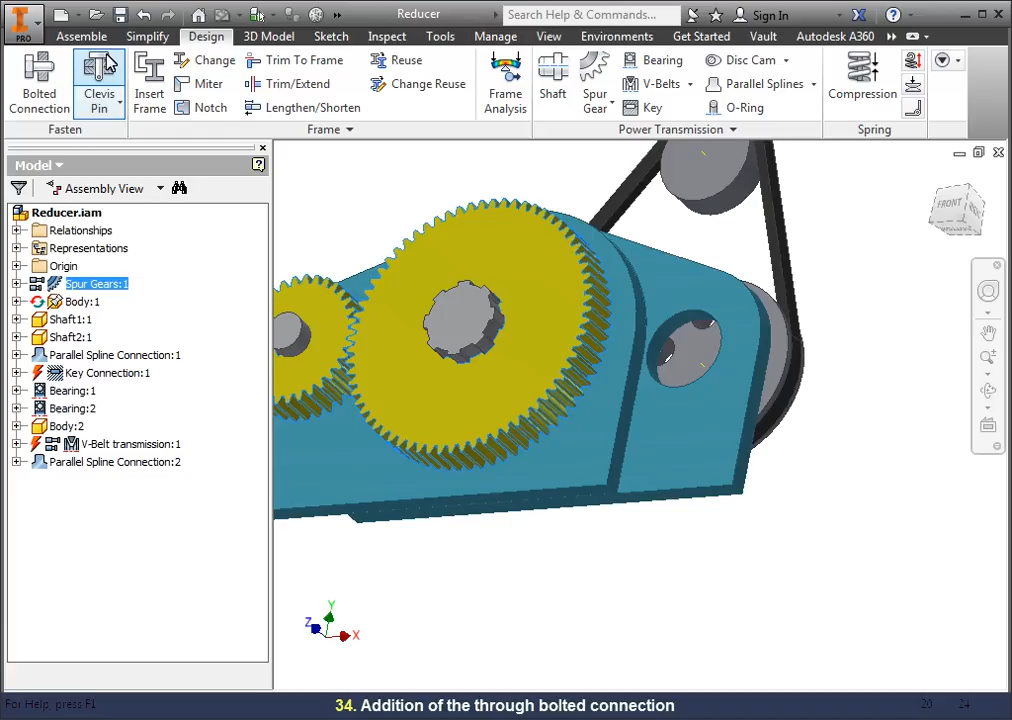 Reducer
Search Help & Commands...
Sign In
PRO
Assemble
Simplify
Design
3D Model
Sketch
Inspect
Tools
Manage
View
Environments
Get Started
Vault
Autodesk A360
Bolted
Connection
Clevis
Pin
Insert
Frame
Change
Miter
Notch
Trim To Frame
Trim/Extend
Lengthen/Shorten
Reuse
Change Reuse
Frame
Analysis
Shaft
Spur
Gear
Bearing
V-Belts
Key
Disc Cam
Parallel Splines
O-Ring
Compression
Fasten
Frame
Power Transmission
Spring
Model
Assembly View
Reducer.iam
Relationships
Representations
Origin
Spur Gears:1
Body:1
Shaft1:1
Shaft2:1
Parallel Spline Connection:1
Key Connection:1
Bearing:1
Bearing:2
Body:2
V-Belt transmission:1
Parallel Spline Connection:2
FRONT
Y
Z
X
For Help, press F1
34. Addition of the through bolted connection
20
24